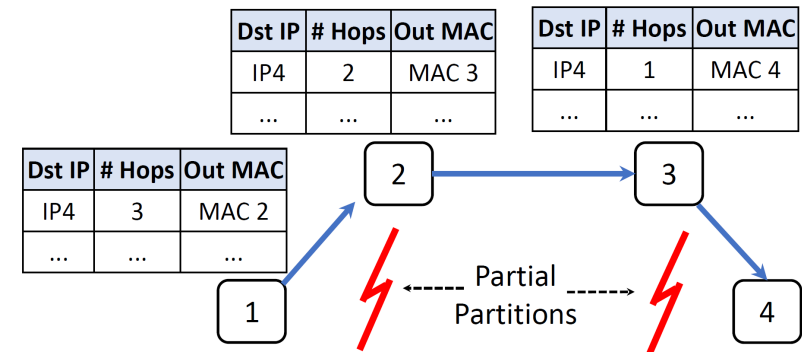 Dst IP # Hops Out MAC
IP4 2 MAC 3
... ... ...
Dst IP # Hops Out MAC
IP4 1 MAC 4
... ... ...
Dst IP # Hops Out MAC
IP4 3 MAC 2
... ... ...
2
3
Partial
Partitions
1
4